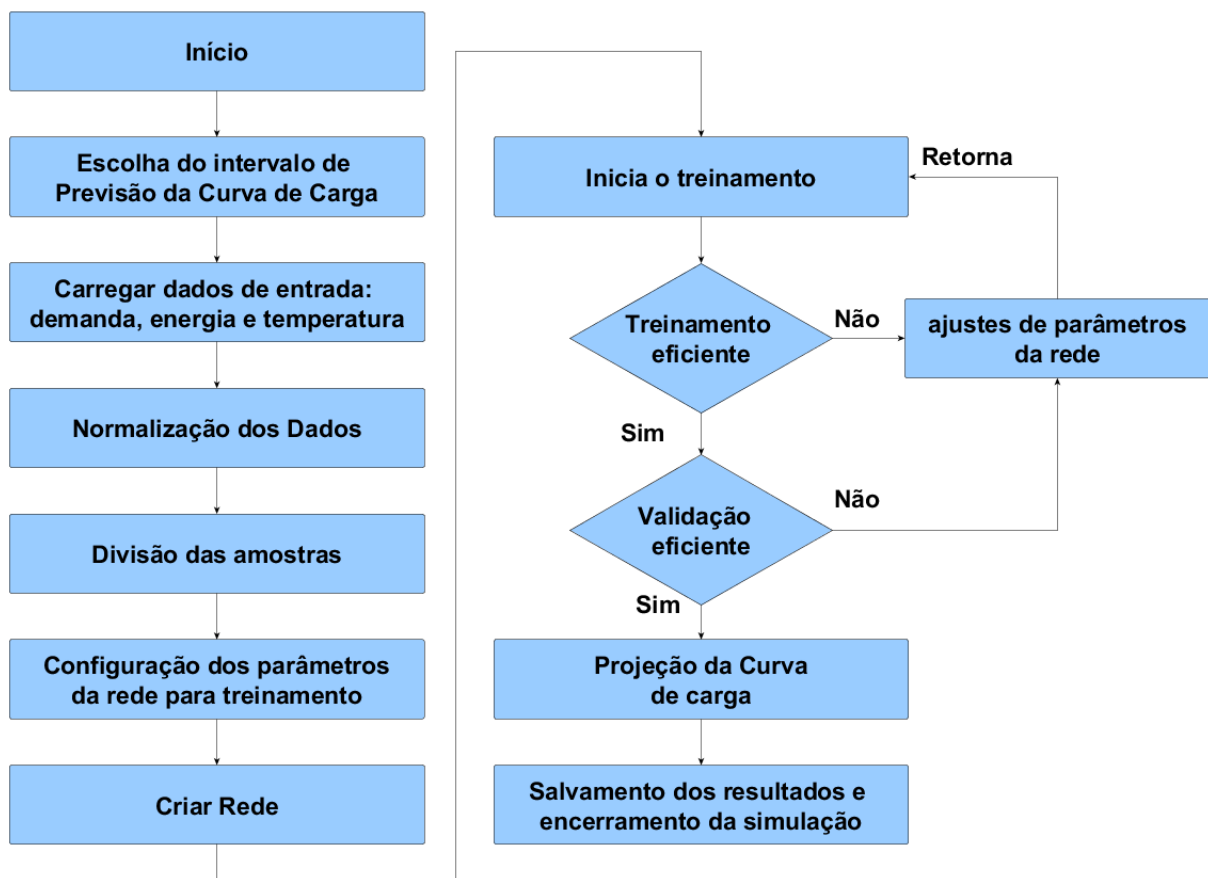 Início
Escolha do intervalo de
Previsão da Curva de Carga
Carregar dados de entrada:
demanda, energia e temperatura
Normalização dos Dados
Divisão das amostras
Configuração dos parâmetros
da rede para treinamento
Criar Rede
Inicia o treinamento
Retorna
Treinamento
eficiente
Não
ajustes de parâmetros
da rede
Sim
Validação
eficiente
Não
Sim
Projeção da Curva
de carga
Salvamento dos resultados e
encerramento da simulação